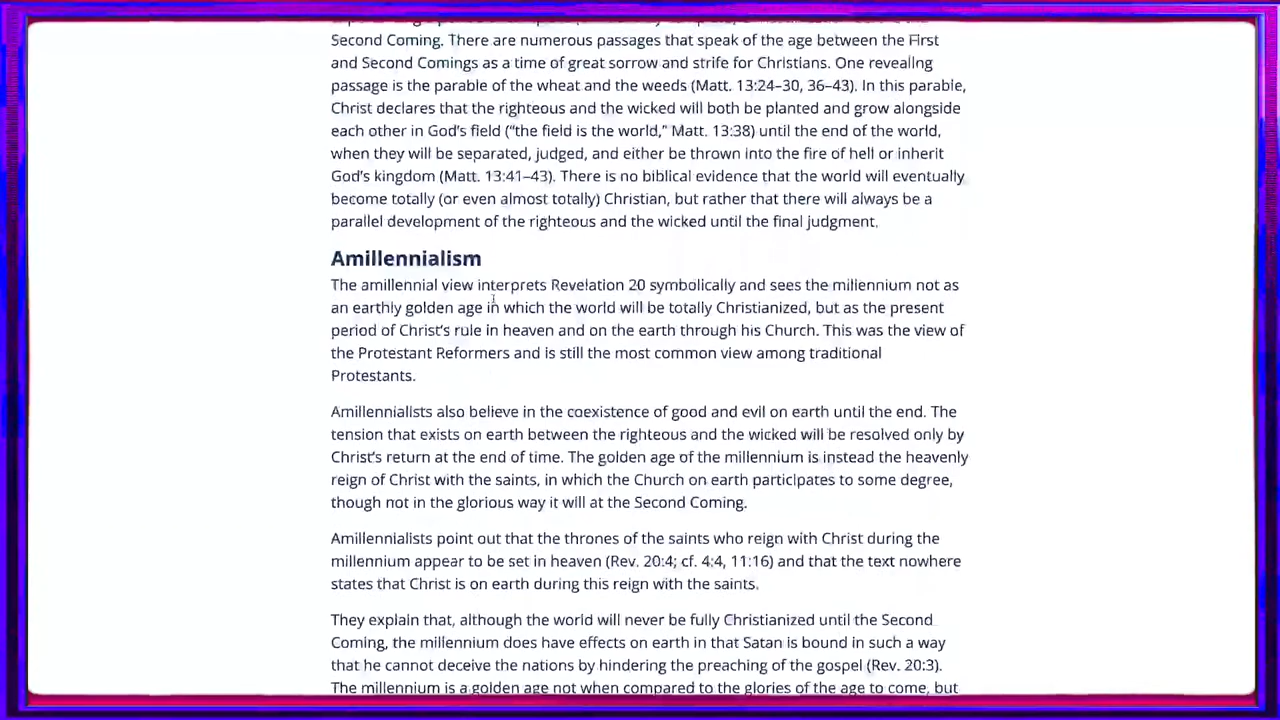 Second Coming. There are numerous passages that speak of the age between the First
and Second Comings as a time of great sorrow and strife for Christians. One revealing
passage is the parable of the wheat and the weeds (Matt. 13:24–30, 36–43). In this parable,
Christ declares that the righteous and the wicked will both be planted and grow alongside
each other in God’s field (“the field is the world,” Matt. 13:38) until the end of the world,
when they will be separated, judged, and either be thrown into the fire of hell or inherit
God’s kingdom (Matt. 13:41–43). There is no biblical evidence that the world will eventually
become totally (or even almost totally) Christian, but rather that there will always be a
parallel development of the righteous and the wicked until the final judgment.
Amillennialism
The amillennial view interprets Revelation 20 symbolically and sees the millennium not as
an earthly golden age in which the world will be totally Christianized, but as the present
period of Christ’s rule in heaven and on the earth through his Church. This was the view of
the Protestant Reformers and is still the most common view among traditional
Protestants.
Amillennialists also believe in the coexistence of good and evil on earth until the end. The
tension that exists on earth between the righteous and the wicked will be resolved only by
Christ’s return at the end of time. The golden age of the millennium is instead the heavenly
reign of Christ with the saints, in which the Church on earth participates to some degree,
though not in the glorious way it will at the Second Coming.
Amillennialists point out that the thrones of the saints who reign with Christ during the
millennium appear to be set in heaven (Rev. 20:4; cf. 4:4, 11:16) and that the text nowhere
states that Christ is on earth during this reign with the saints.
They explain that, although the world will never be fully Christianized until the Second
Coming, the millennium does have effects on earth in that Satan is bound in such a way
that he cannot deceive the nations by hindering the preaching of the gospel (Rev. 20:3).
The millennium is a golden age not when compared to the glories of the age to come, but